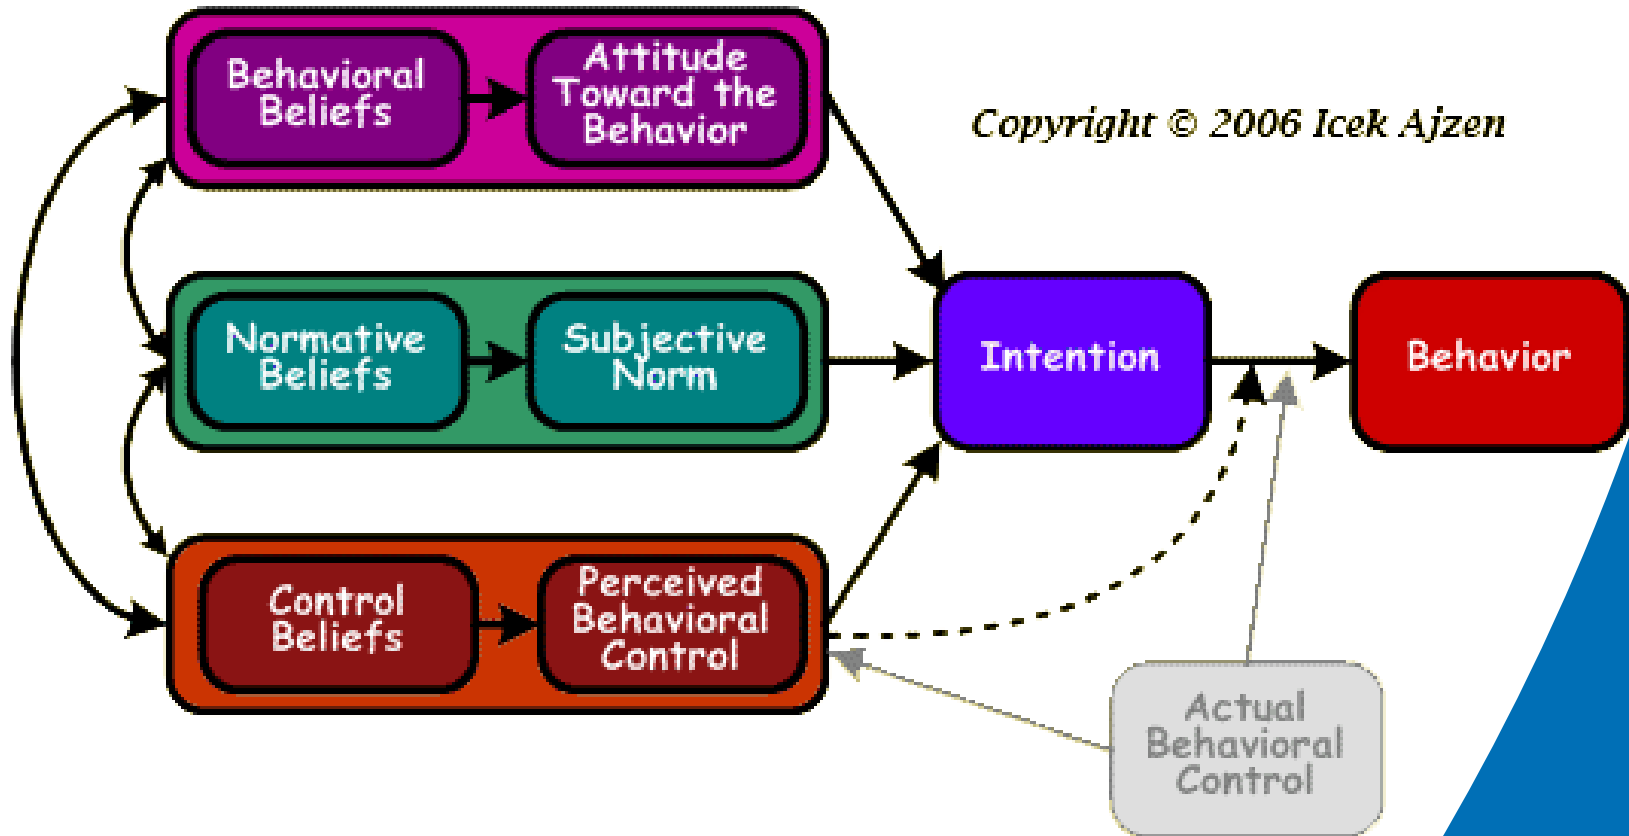 Behavioral
Beliefs
Attitude
Toward the
Behavior
Copyright © 2006 Icek Ajzen
Normative
Beliefs
Subjective
Norm
Intention
Behavior
Control
Beliefs
Perceived
Behavioral
Control
Actual
Behavioral
Control